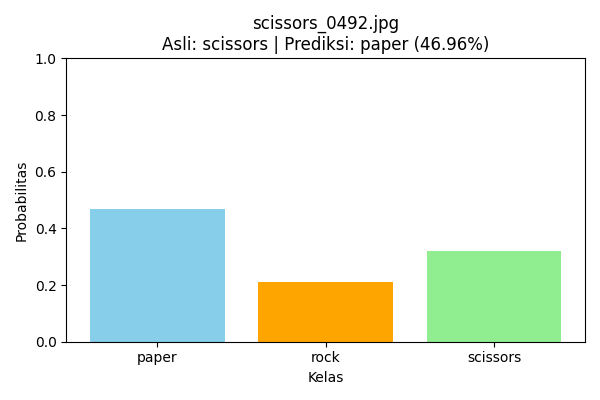 scissors_0492.jpg
Asli: scissors | Prediksi: paper (46.96%)
1.0
0.8
0.6
0.4
0.2
0.0
Probabilitas
paper rock scissors
Kelas